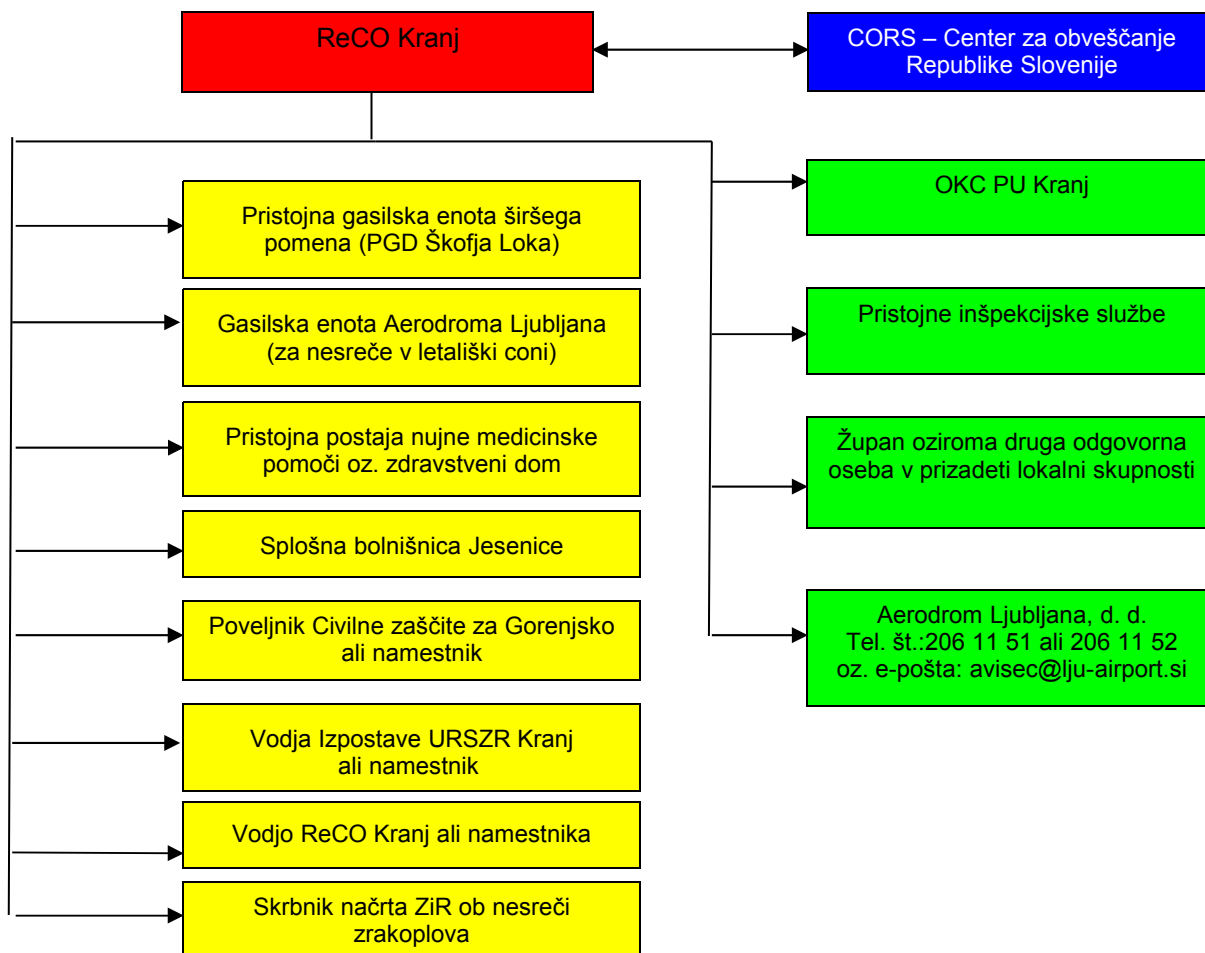 ReCO Kranj
CORS – Center za obveščanje
Republike Slovenije
Pristojna gasilska enota širšega
pomena (PGD Škofja Loka)
Gasilska enota Aerodroma Ljubljana
(za nesreče v letališki coni)
Pristojna postaja nujne medicinske
pomoči oz. zdravstveni dom
Splošna bolnišnica Jesenice
Poveljnik Civilne zaščite za Gorenjsko
ali namestnik
Vodja Izpostave URSZR Kranj
ali namestnik
Vodjo ReCO Kranj ali namestnika
Skrbnik načrta ZiR ob nesreči
zrakoplova
OKC PU Kranj
Pristojne inšpekcijske službe
Župan oziroma druga odgovorna
oseba v prizadeti lokalni skupnosti
Aerodrom Ljubljana, d. d.
Tel. št.:206 11 51 ali 206 11 52
oz. e-pošta: avisec@lju-airport.si